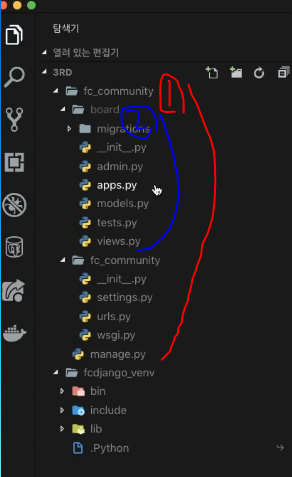 탐색기
열려 있는 편집기
3RD
fc_community
1
board
2
migrations
__init__.py
admin.py
apps.py
models.py
tests.py
views.py
fc_community
__init__.py
settings.py
urls.py
wsgi.py
manage.py
fcdjango_venv
bin
include
lib
.Python